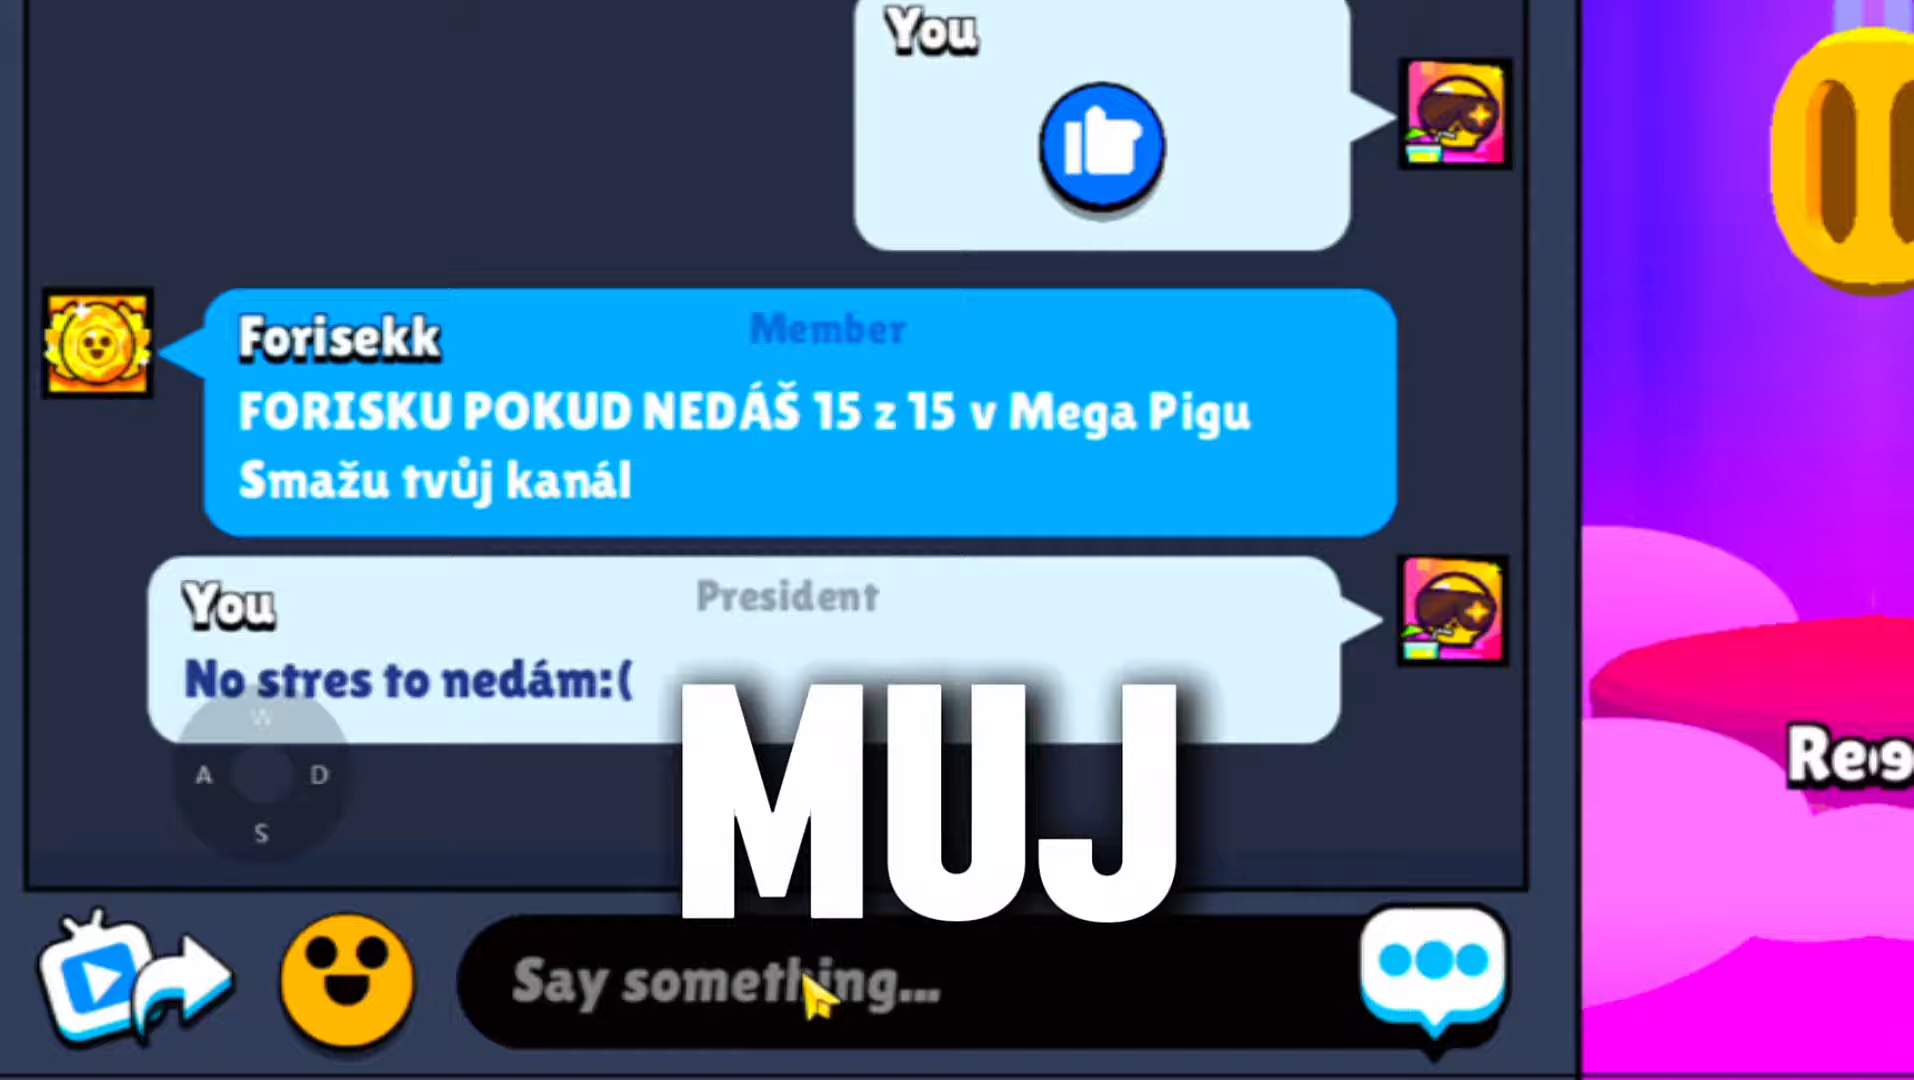 You
Forisekk
Member
FORISKU POKUD NEDÁŠ 15 z 15 v Mega Pigu
Smažu tvůj kanál
You
President
No stres to nedám:(
W
A
D
S
MUJ
Say something...